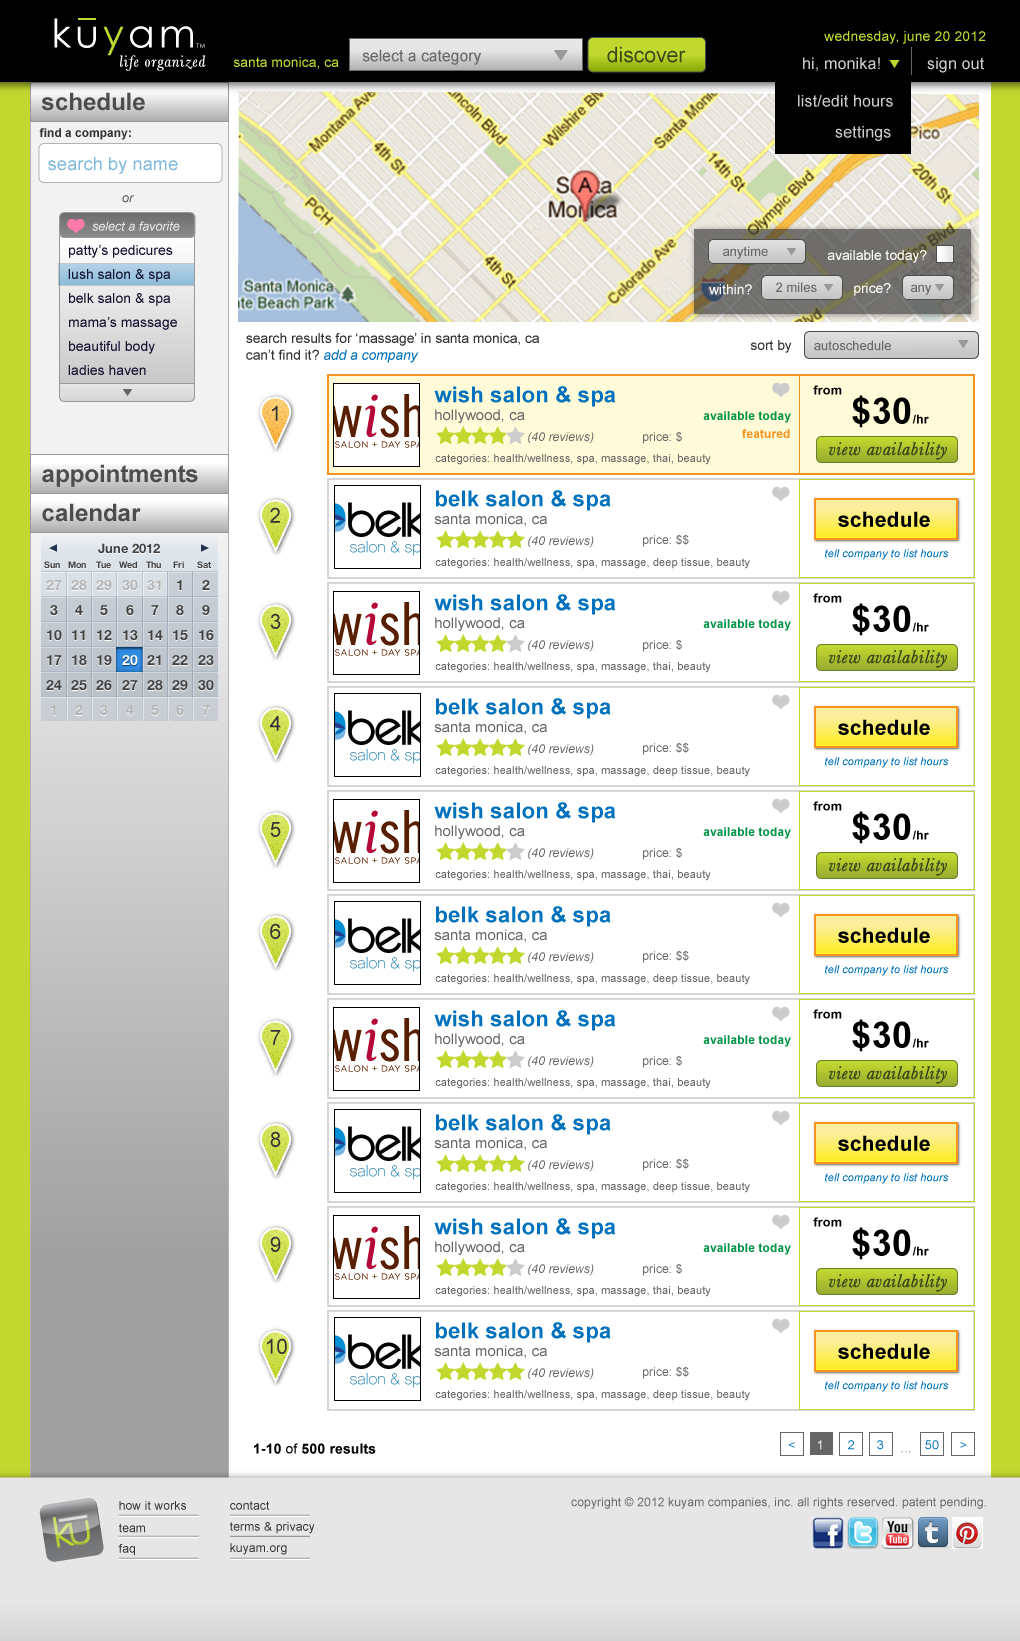 kūyam™
life organized
santa monica, ca
select a category
discover
wednesday, june 20 2012
hi, monika!
sign out
list/edit hours
settings
schedule
find a company:
search by name
or
select a favorite
patty's pedicures
lush salon & spa
belk salon & spa
mama's massage
beautiful body
ladies haven
appointments
calendar
June 2012
Sun Mon Tue Wed Thu Fri Sat
27 28 29 30 31 1 2
3 4 5 6 7 8 9
10 11 12 13 14 15 16
17 18 19 20 21 22 23
24 25 26 27 28 29 30
1 2 3 4 5 6 7
Montana Ave
4th St
PCH
ncoln Blvd
Wilshire Blv
Santa Moni
14th St
Pico
20th St
Olympic Blvd
Colorado Ave
4th St
A
Santa
Monica
Santa Monica
te Beach Park
anytime
available today?
within?
2 miles
price?
any
search results for ‘massage’ in santa monica, ca
can't find it? add a company
sort by
autoschedule
1
wish
SALON + DAY SPA
wish salon & spa
hollywood, ca
available today
(40 reviews)
price: $
featured
categories: health/wellness, spa, massage, thai, beauty
from
$30/hr
view availability
2
belk
salon & sp
belk salon & spa
santa monica, ca
(40 reviews)
price: $$
categories: health/wellness, spa, massage, deep tissue, beauty
schedule
tell company to list hours
3
wish
SALON + DAY SPA
wish salon & spa
hollywood, ca
available today
(40 reviews)
price: $
categories: health/wellness, spa, massage, thai, beauty
from
$30/hr
view availability
4
belk
salon & sp
belk salon & spa
santa monica, ca
(40 reviews)
price: $$
categories: health/wellness, spa, massage, deep tissue, beauty
schedule
tell company to list hours
5
wish
SALON + DAY SPA
wish salon & spa
hollywood, ca
available today
(40 reviews)
price: $
categories: health/wellness, spa, massage, thai, beauty
from
$30/hr
view availability
6
belk
salon & sp
belk salon & spa
santa monica, ca
(40 reviews)
price: $$
categories: health/wellness, spa, massage, deep tissue, beauty
schedule
tell company to list hours
7
wish
SALON + DAY SPA
wish salon & spa
hollywood, ca
available today
(40 reviews)
price: $
categories: health/wellness, spa, massage, thai, beauty
from
$30/hr
view availability
8
belk
salon & sp
belk salon & spa
santa monica, ca
(40 reviews)
price: $$
categories: health/wellness, spa, massage, deep tissue, beauty
schedule
tell company to list hours
9
wish
SALON + DAY SPA
wish salon & spa
hollywood, ca
available today
(40 reviews)
price: $
categories: health/wellness, spa, massage, thai, beauty
from
$30/hr
view availability
10
belk
salon & sp
belk salon & spa
santa monica, ca
(40 reviews)
price: $$
categories: health/wellness, spa, massage, deep tissue, beauty
schedule
tell company to list hours
1-10 of 500 results
< 1 2 3 ... 50 >
kū
how it works
team
faq
contact
terms & privacy
kuyam.org
copyright © 2012 kuyam companies, inc. all rights reserved. patent pending.
f t You Tube t p